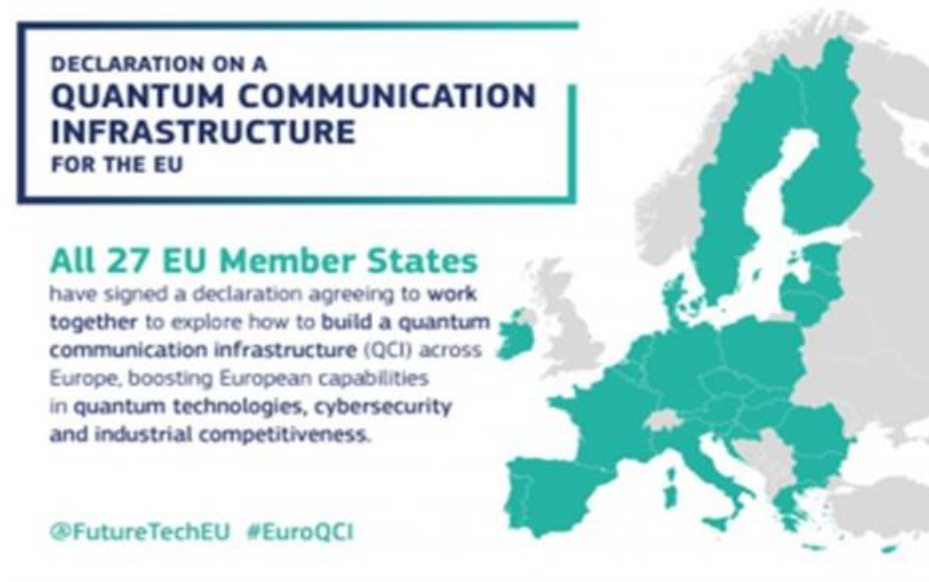 DECLARATION ON A
QUANTUM COMMUNICATION
INFRASTRUCTURE
FOR THE EU
All 27 EU Member States
have signed a declaration agreeing to work
together to explore how to build a quantum
communication infrastructure (QCI) across
Europe, boosting European capabilities
in quantum technologies, cybersecurity
and industrial competitiveness.
@FutureTechEU #EuroQCI